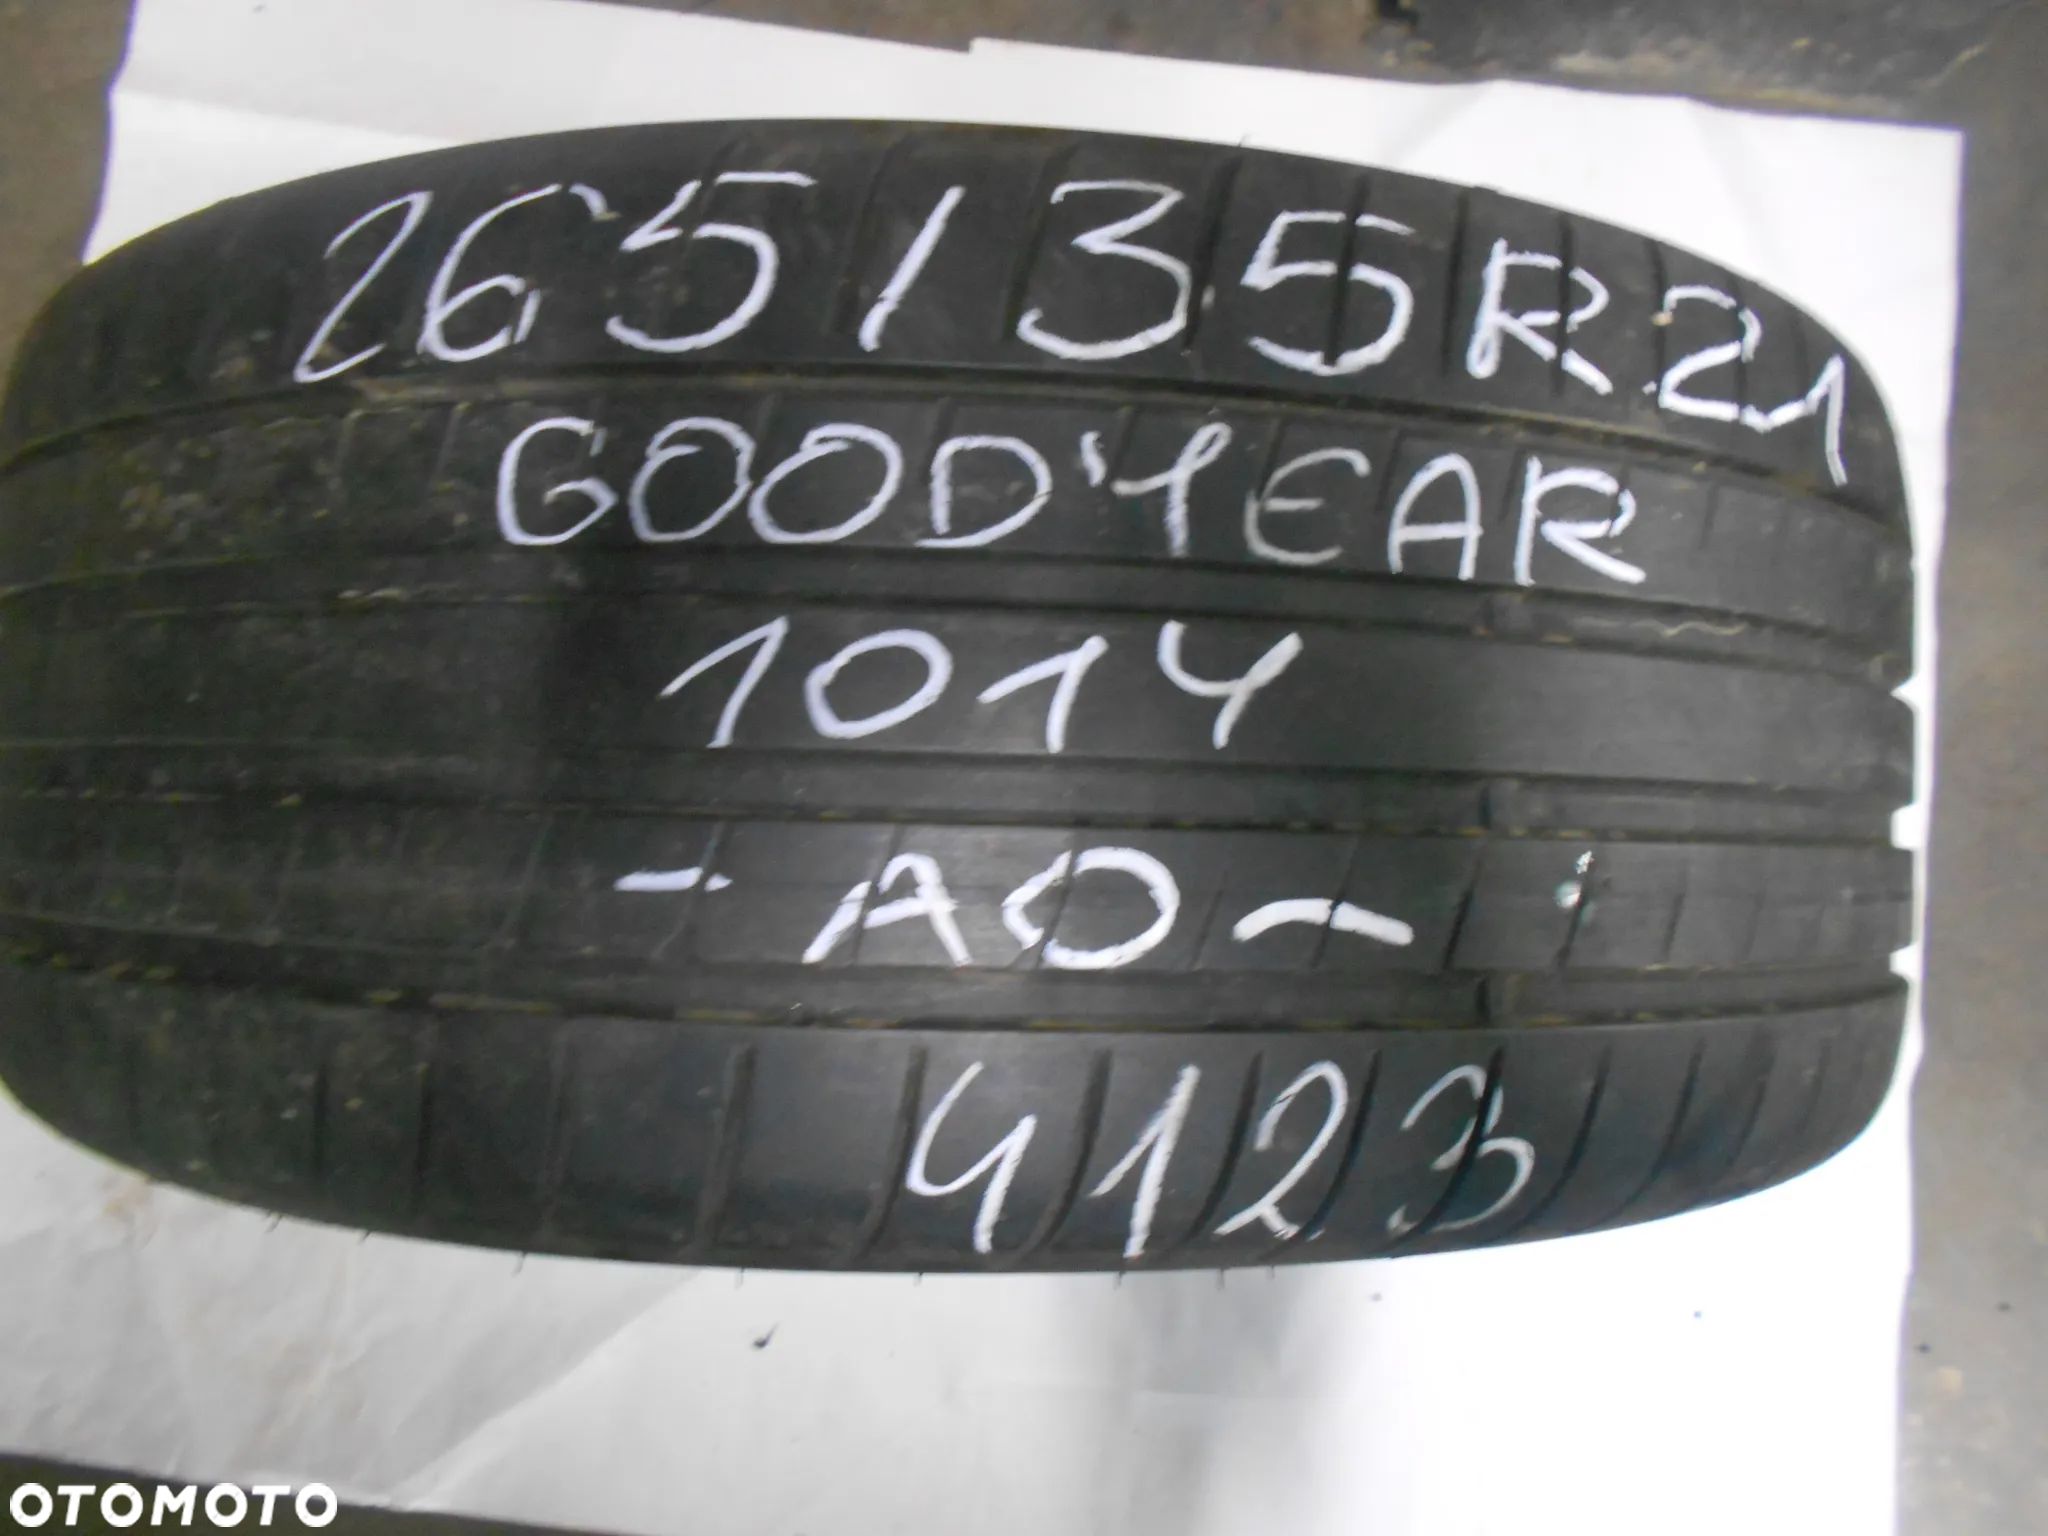 265/35R21
GOODYEAR
1014
- AO -
4123
OTOMOTO